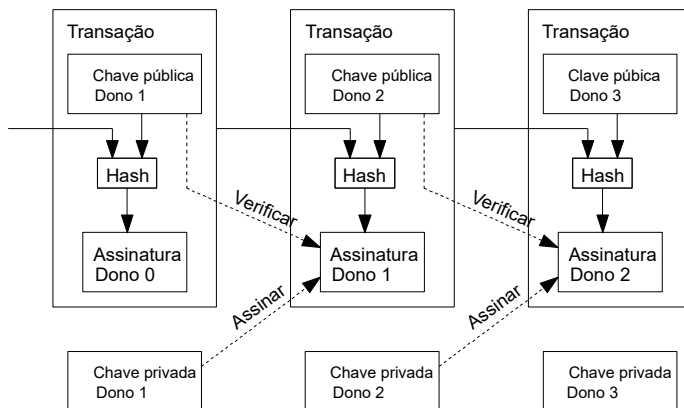 Transação
Chave pública
Dono 1
Hash
Assinatura
Dono 0
Verificar
Assinar
Chave privada
Dono 1
Transação
Chave pública
Dono 2
Hash
Assinatura
Dono 1
Verificar
Assinar
Chave privada
Dono 2
Transação
Clave púbica
Dono 3
Hash
Assinatura
Dono 2
Chave privada
Dono 3